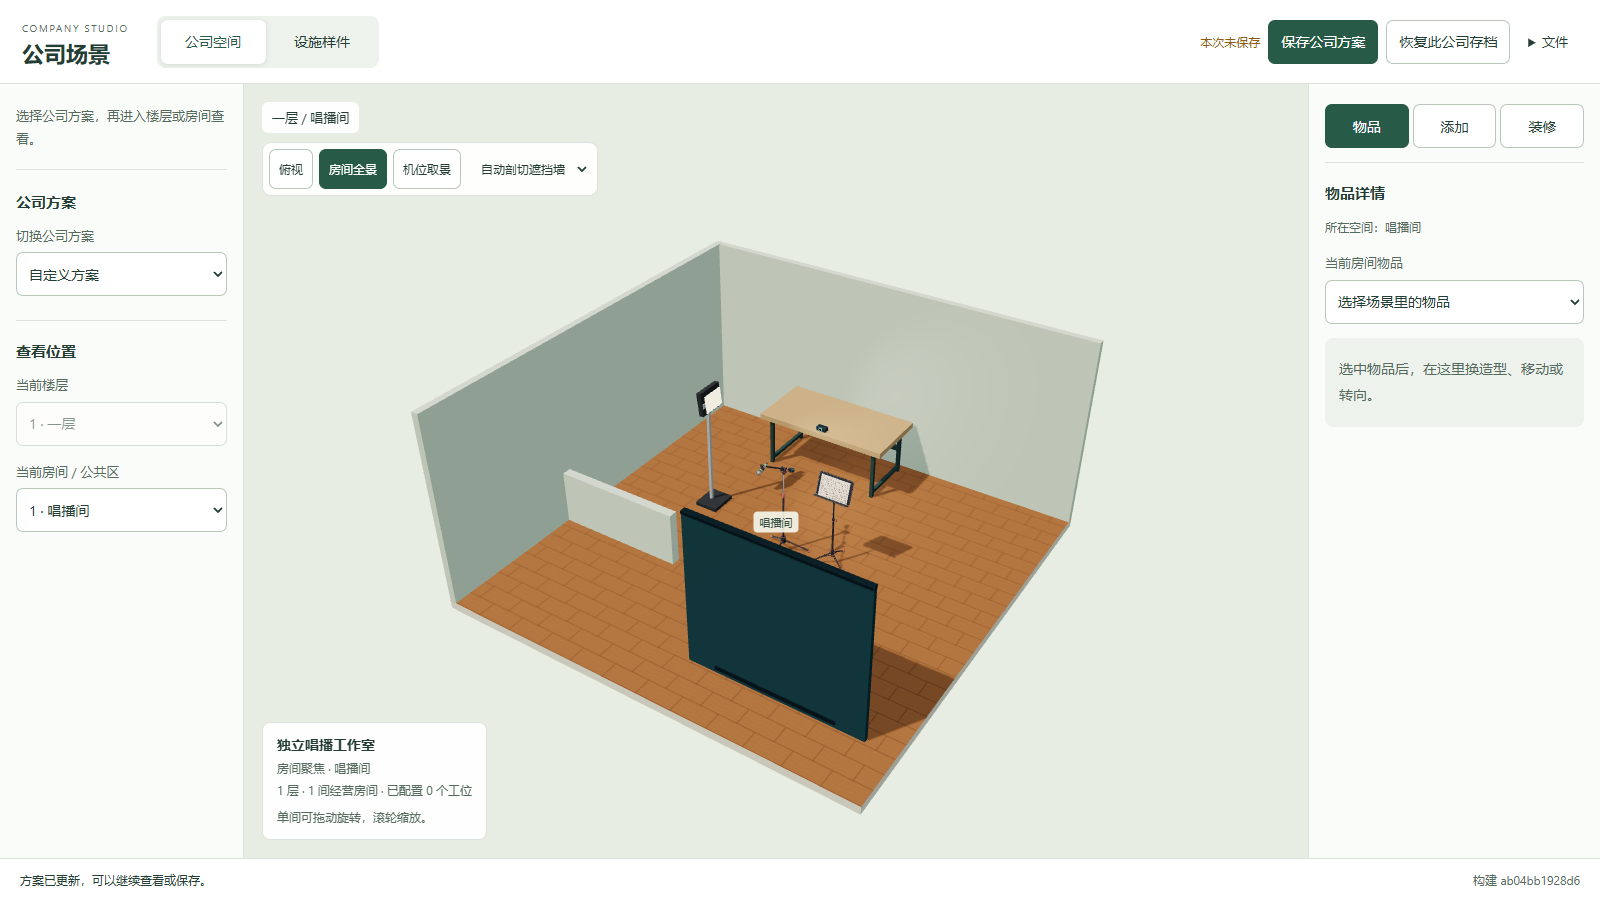 COMPANY STUDIO
公司场景
公司空间
设施样件
本次未保存
保存公司方案
恢复此公司存档
文件
选择公司方案，再进入楼层或房间查
看。
公司方案
切换公司方案
自定义方案
查看位置
当前楼层
1 · 一层
当前房间 / 公共区
1 · 唱播间
一层 / 唱播间
俯视
房间全景
机位取景
自动剖切遮挡墙
唱播间
独立唱播工作室
房间聚焦 · 唱播间
1 层 · 1 间经营房间 · 已配置 0 个工位
单间可拖动旋转，滚轮缩放。
物品
添加
装修
物品详情
所在空间：唱播间
当前房间物品
选择场景里的物品
选中物品后，在这里换造型、移动或
转向。
方案已更新，可以继续查看或保存。
构建 ab04bb1928d6